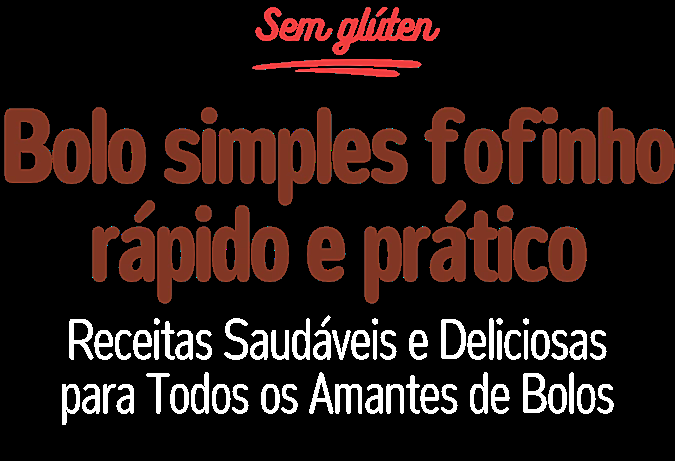 Sem glúten
Bolo simples fofinho
rápido e prático
Receitas Saudáveis e Deliciosas
para Todos os Amantes de Bolos